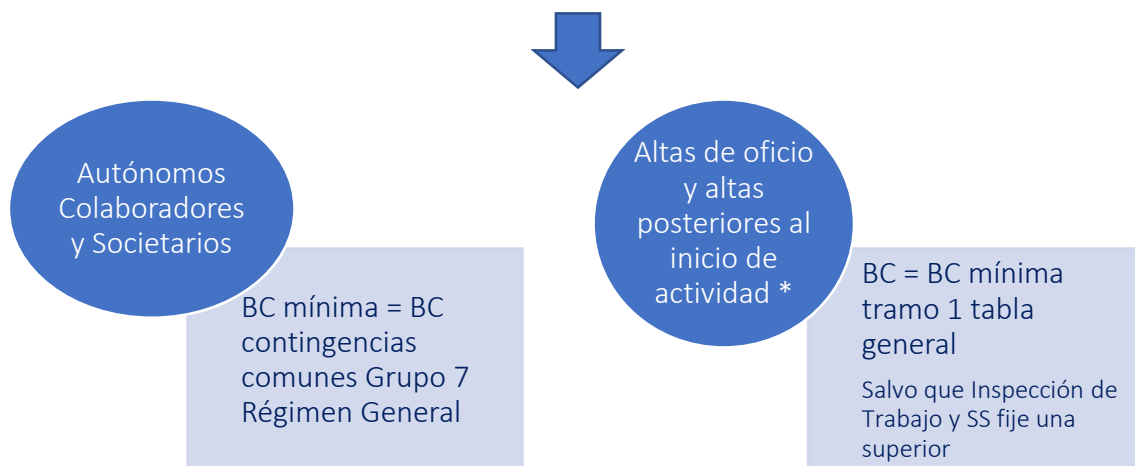 Autónomos
Colaboradores
y Societarios
BC mínima = BC
contingencias
comunes Grupo 7
Régimen General
Altas de oficio
y altas
posteriores al
inicio de
actividad *
BC = BC mínima
tramo 1 tabla
general
Salvo que Inspección de
Trabajo y SS fije una
superior